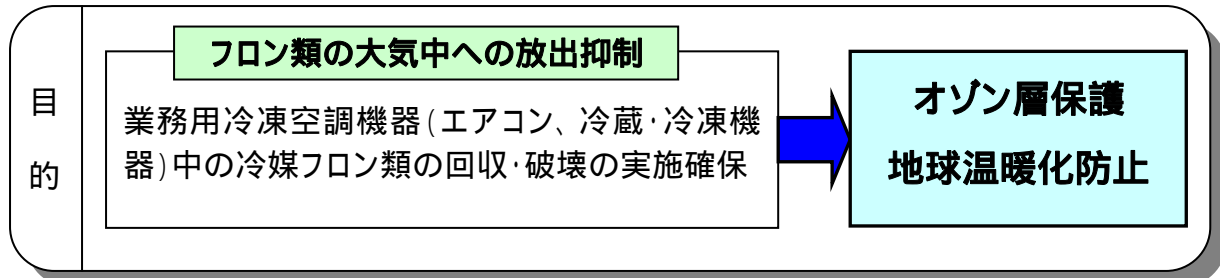 目
的
フロン類の大気中への放出抑制
業務用冷凍空調機器(エアコン、冷蔵・冷凍機
器)中の冷媒フロン類の回収・破壊の実施確保
オゾン層保護
地球温暖化防止